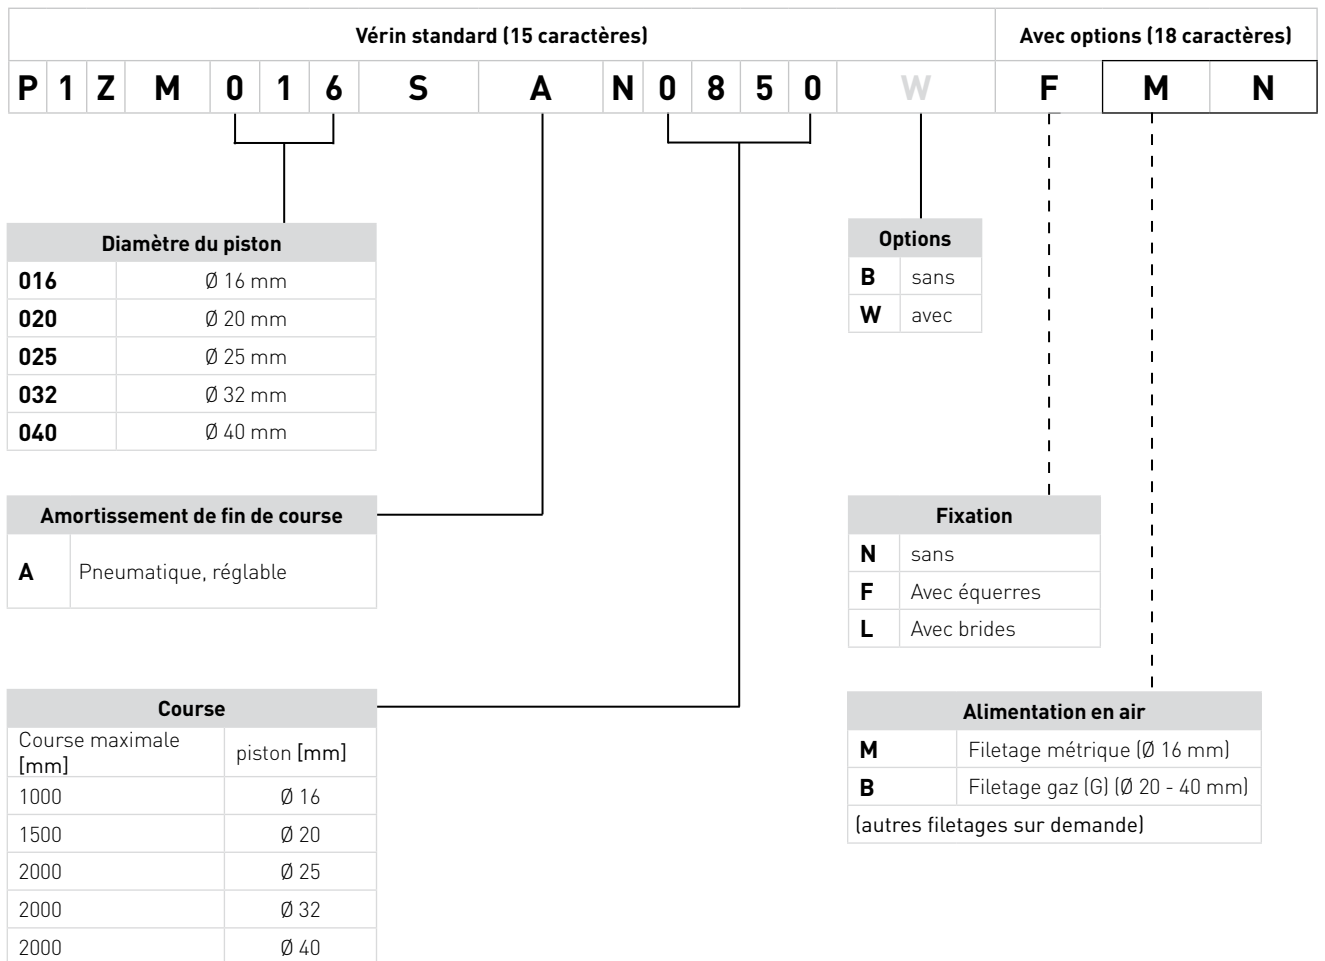 Vérin standard (15 caractères) Avec options (18 caractères)
P 1 Z M 0 1 6 S A N 0 8 5 0 W F M N
Diamètre du piston
016 Ø 16 mm
020 Ø 20 mm
025 Ø 25 mm
032 Ø 32 mm
040 Ø 40 mm
Options
B sans
W avec
Amortissement de fin de course
A Pneumatique, réglable
Fixation
N sans
F Avec équerres
L Avec brides
Course
Course maximale
[mm]
piston [mm]
1000 Ø 16
1500 Ø 20
2000 Ø 25
2000 Ø 32
2000 Ø 40
Alimentation en air
M Filetage métrique (Ø 16 mm)
B Filetage gaz (G) (Ø 20 - 40 mm)
(autres filetages sur demande)